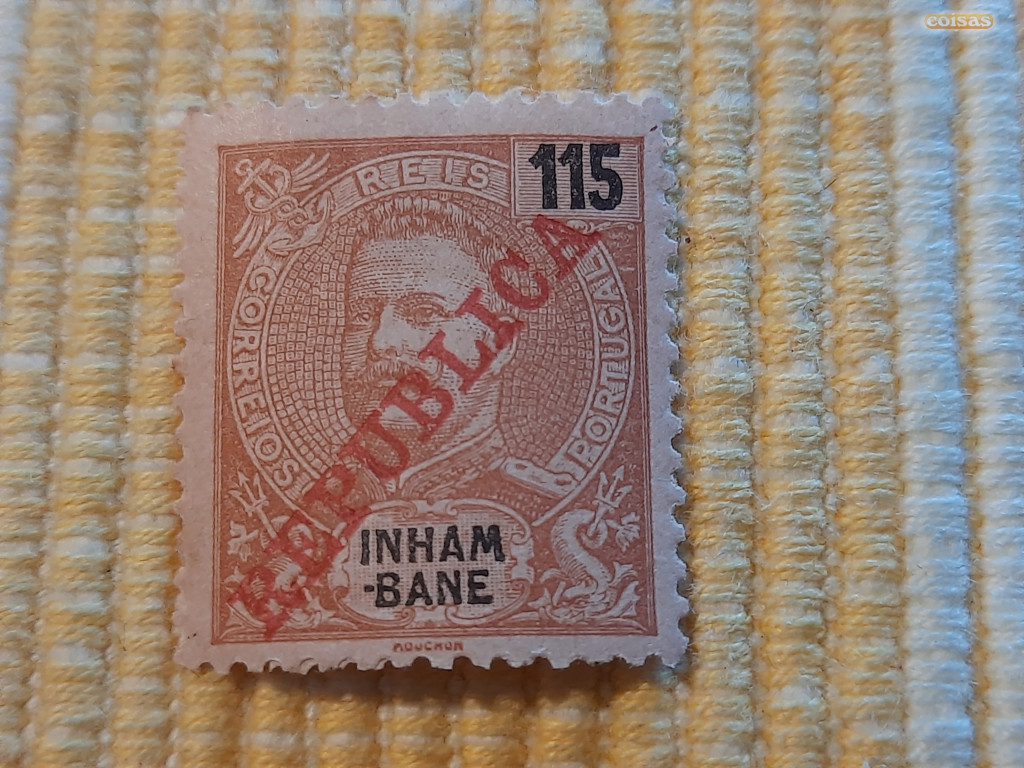 coisas
REIS
115
CORREIOS
PORTUGAL
REPUBLICA
INHAM
-BANE
MOUCHON